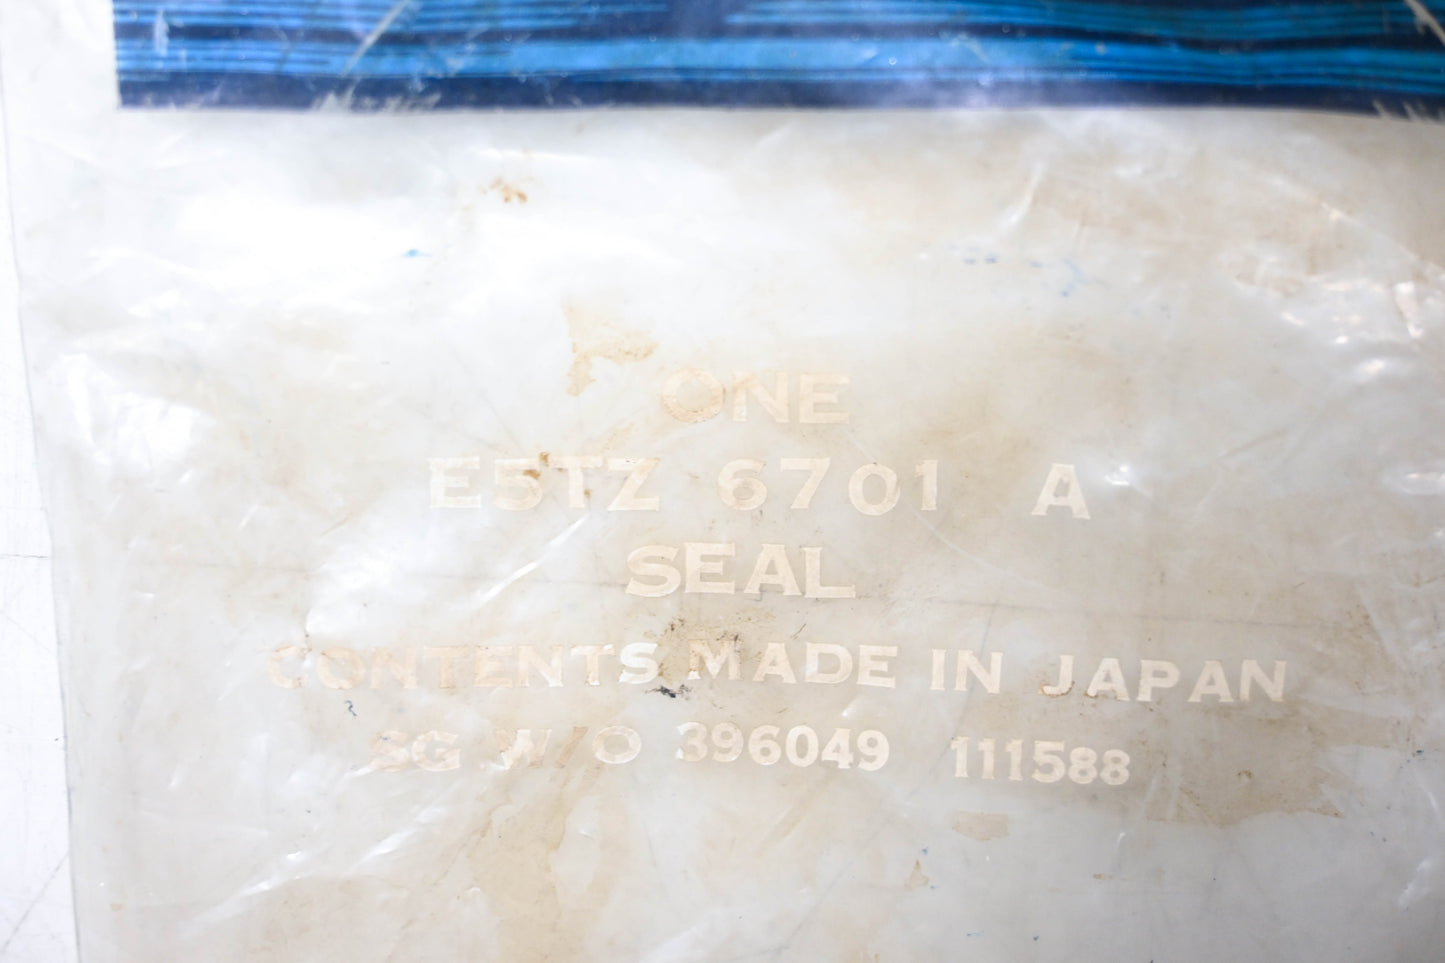 ONE
E5TZ 6701 A
SEAL
CONTENTS MADE IN JAPAN
SG W/O 396049 111588